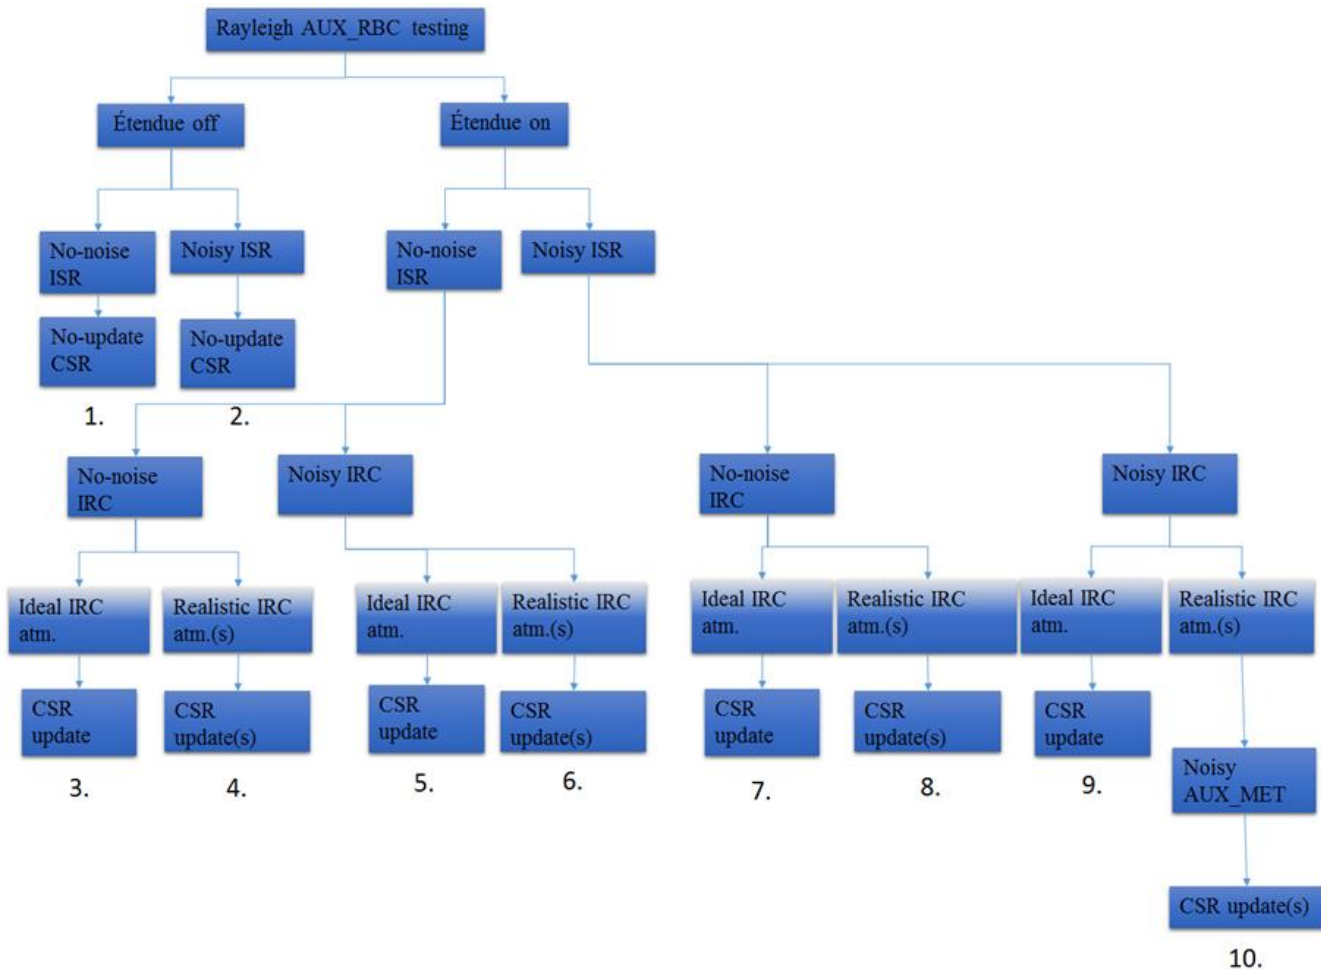 Rayleigh AUX_RBC testing
Étendue off
Étendue on
No-noise
ISR
Noisy ISR
No-noise
ISR
Noisy ISR
No-update
CSR
No-update
CSR
1.
2.
No-noise
IRC
Noisy IRC
No-noise
IRC
Noisy IRC
Ideal IRC
atm.
Realistic IRC
atm.(s)
Ideal IRC
atm.
Realistic IRC
atm.(s)
Ideal IRC
atm.
Realistic IRC
atm.(s)
Ideal IRC
atm.
Realistic IRC
atm.(s)
CSR
update
CSR
update(s)
CSR
update
CSR
update(s)
CSR
update
CSR
update(s)
CSR
update
3.
4.
5.
6.
7.
8.
9.
Noisy
AUX_MET
CSR update(s)
10.